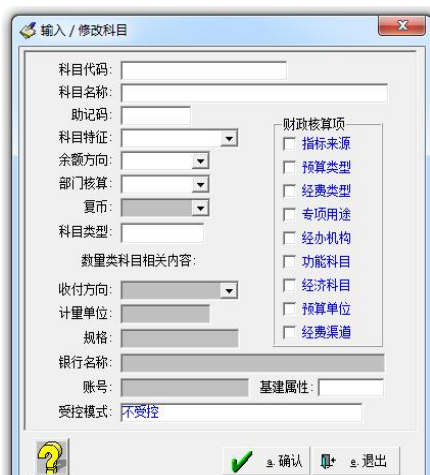 输入 / 修改科目
科目代码:
科目名称:
助记码:
科目特征:
余额方向:
部门核算:
复币:
科目类型:
数量类科目相关内容:
收付方向:
计量单位:
规格:
银行名称:
账号:
基建属性:
受控模式: 不受控
财政核算项
指标来源
预算类型
经费类型
专项用途
经办机构
功能科目
经济科目
预算单位
经费渠道
a.确认
e.退出